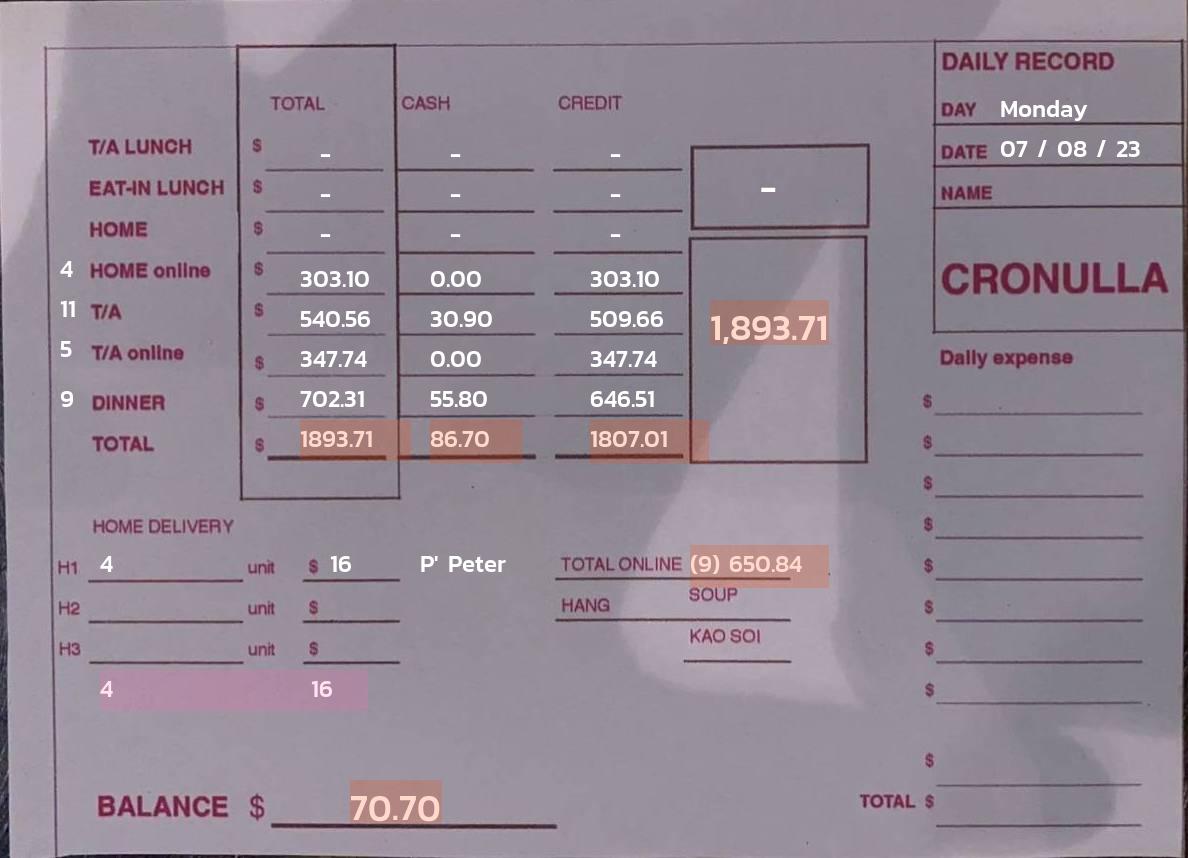 DAILY RECORD
DAY Monday
DATE 07 / 08 / 23
NAME
CRONULLA
TOTAL CASH CREDIT
T/A LUNCH $ - - -
EAT-IN LUNCH $ - - -
-
HOME $ - - -
4 HOME online $ 303.10 0.00 303.10
11 T/A $ 540.56 30.90 509.66
1,893.71
5 T/A online $ 347.74 0.00 347.74
9 DINNER $ 702.31 55.80 646.51
TOTAL $ 1893.71 86.70 1807.01
Daily expense
$
$
$
$
$
$
$
$
$
TOTAL $
HOME DELIVERY
H1 4 unit $ 16 P' Peter
H2 unit $
H3 unit $
4 16
TOTAL ONLINE (9) 650.84
HANG SOUP
KAO SOI
BALANCE $ 70.70